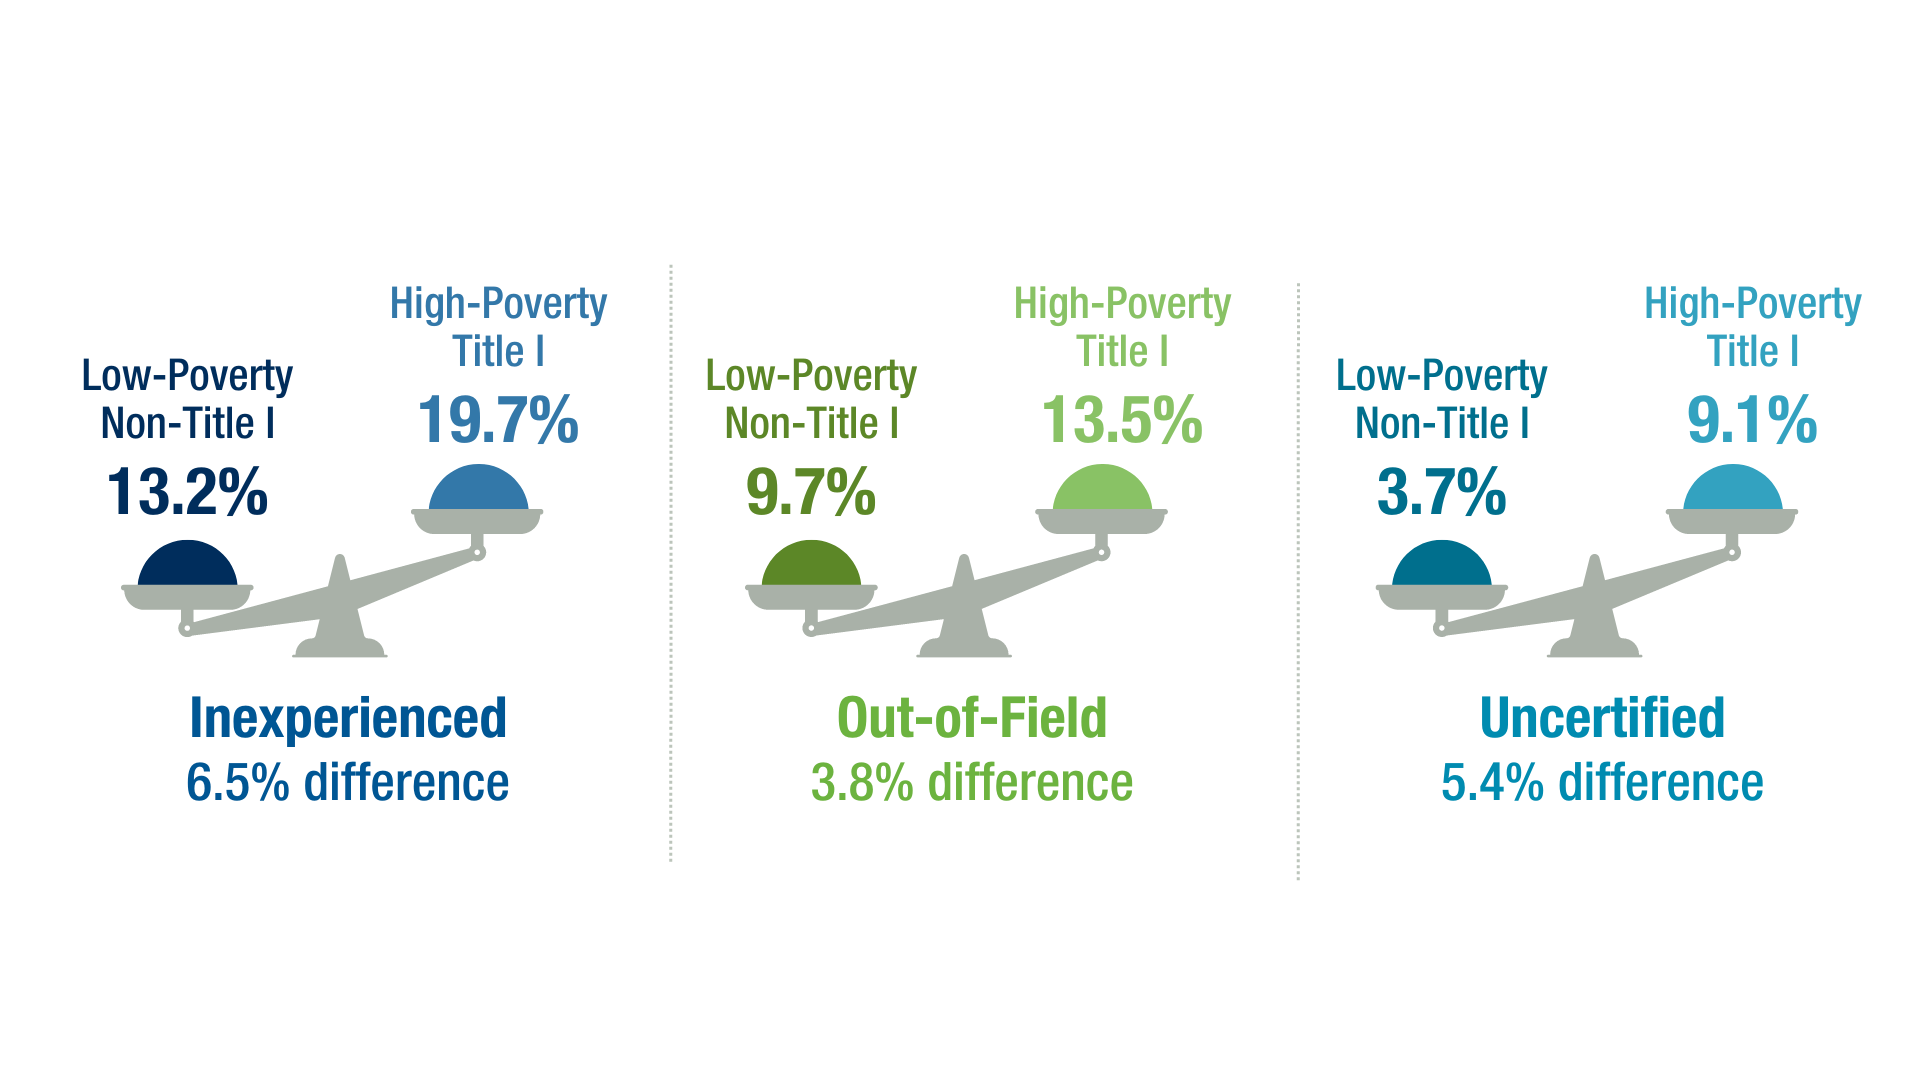 Low-Poverty
Non-Title I
13.2%
High-Poverty
Title I
19.7%
Inexperienced
6.5% difference
Low-Poverty
Non-Title I
9.7%
High-Poverty
Title I
13.5%
Out-of-Field
3.8% difference
Low-Poverty
Non-Title I
3.7%
High-Poverty
Title I
9.1%
Uncertified
5.4% difference